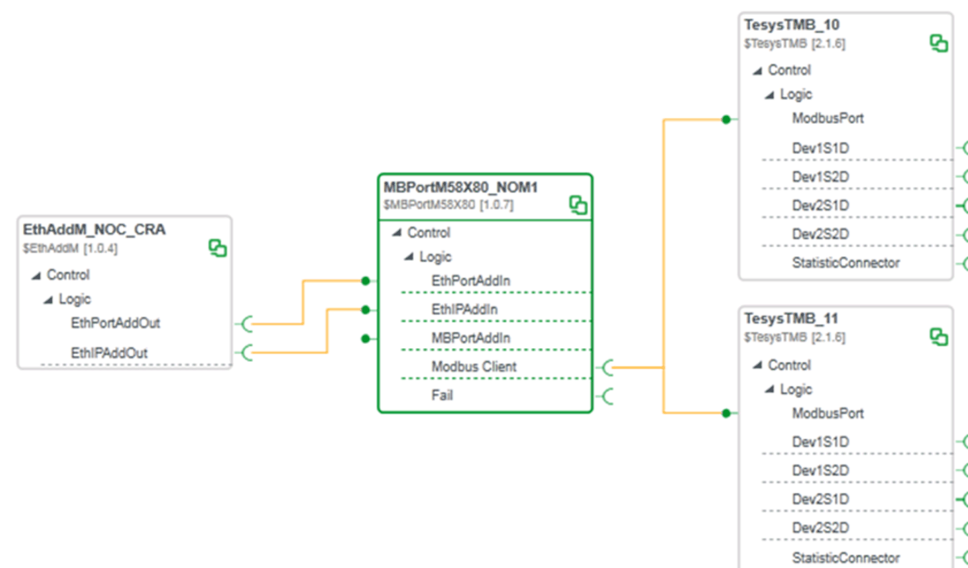 EthAddM_NOC_CRA
$EthAddM [1.0.4]
Control
Logic
EthPortAddOut
EthIPAddOut
MBPortM58X80_NOM1
$MBPortM58X80 [1.0.7]
Control
Logic
EthPortAddIn
EthIPAddIn
MBPortAddIn
Modbus Client
Fail
TesysTMB_10
$TesysTMB [2.1.6]
Control
Logic
ModbusPort
Dev1S1D
Dev1S2D
Dev2S1D
Dev2S2D
StatisticConnector
TesysTMB_11
$TesysTMB [2.1.6]
Control
Logic
ModbusPort
Dev1S1D
Dev1S2D
Dev2S1D
Dev2S2D
StatisticConnector